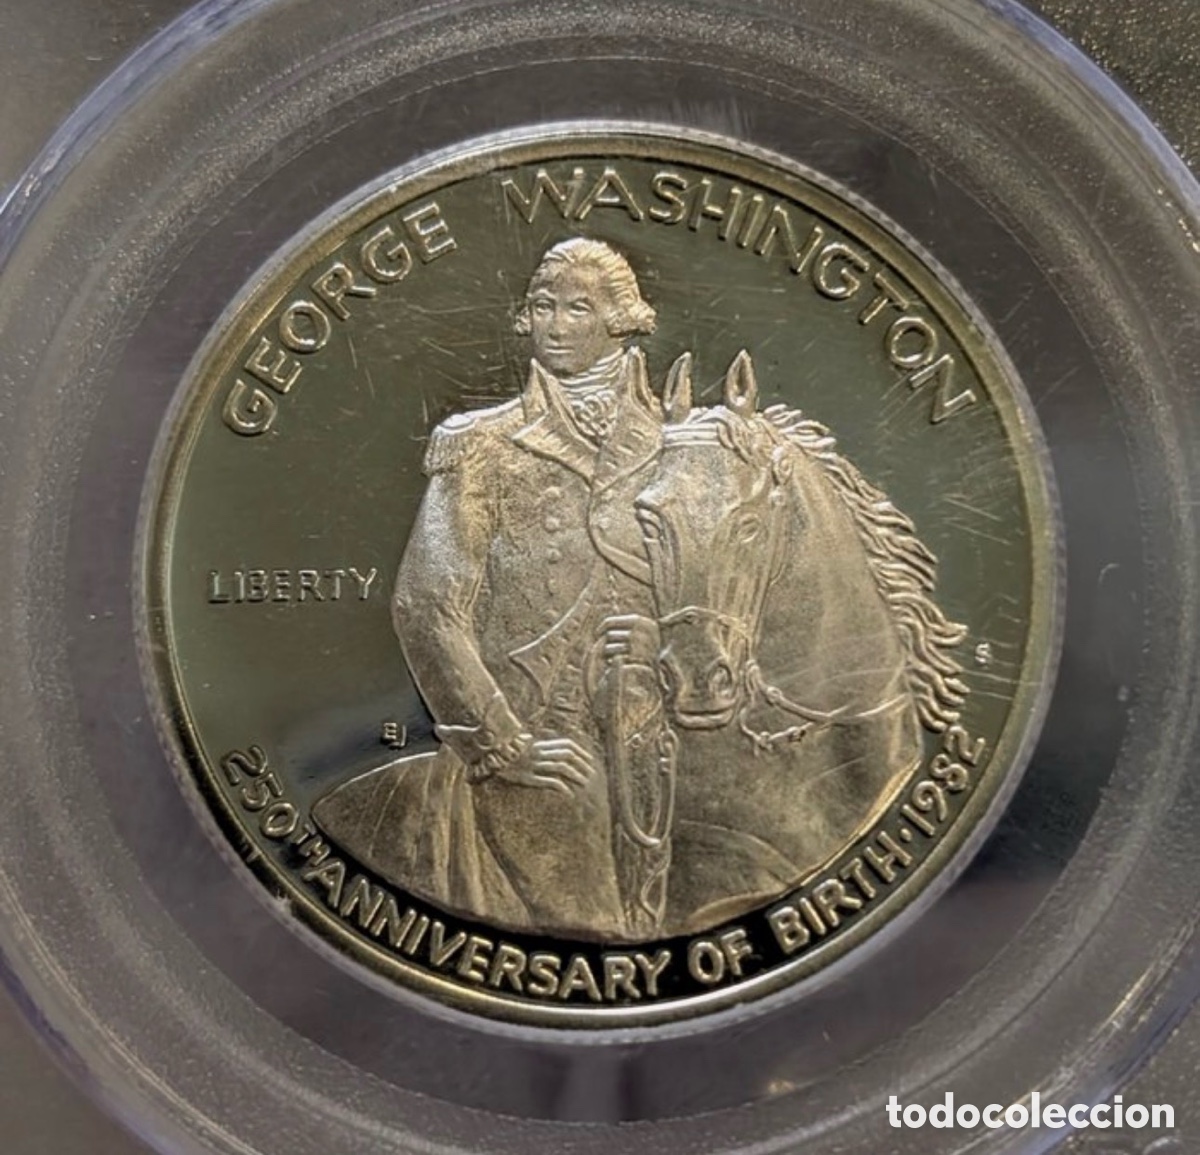 GEORGE WASHINGTON
LIBERTY
EJ
S
250TH ANNIVERSARY OF BIRTH·1982
todocoleccion